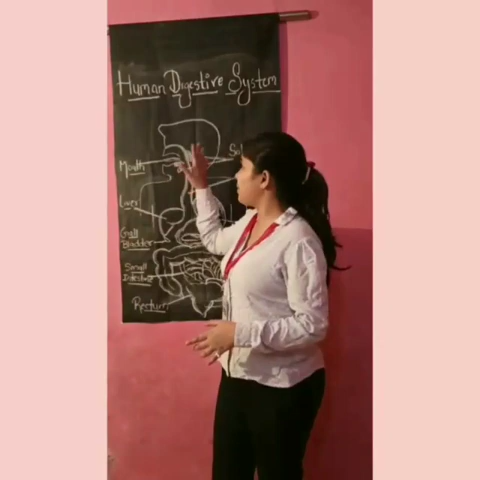 Human Digestive System
Mouth
Liver
Gall
Bladder
Small
Intestine
Rectum